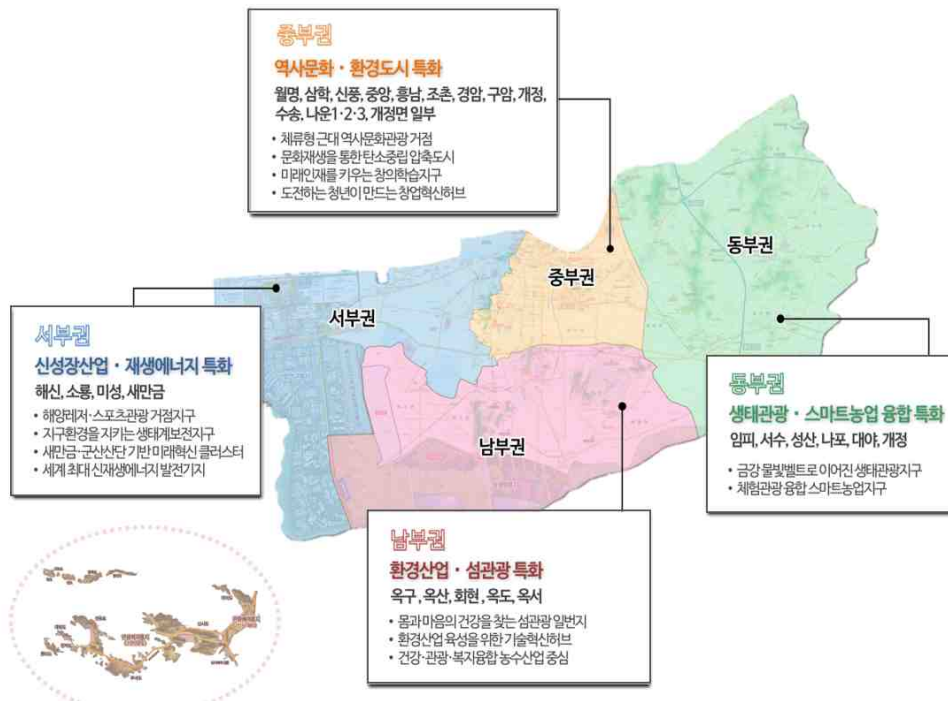 중부권
역사문화 · 환경도시 특화
월명, 삼학, 신풍, 중앙, 흥남, 조촌, 경암, 구암, 개정,
수송, 나운1·2·3, 개정면 일부
• 체류형 근대 역사문화관광 거점
• 문화재생을 통한 탄소중립 압축도시
• 미래인재를 키우는 창의학습지구
• 도전하는 청년이 만드는 창업혁신허브
동부권
중부권
서부권
남부권
서부권
신성장산업 · 재생에너지 특화
해신, 소룡, 미성, 새만금
• 해양레저·스포츠관광 거점지구
• 지구환경을 지키는 생태계보전지구
• 새만금·군산산단 기반 미래혁신 클러스터
• 세계 최대 신재생에너지 발전기지
동부권
생태관광 · 스마트농업 융합 특화
임피, 서수, 성산, 나포, 대야, 개정
• 금강 물빛벨트로 이어진 생태관광지구
• 체험관광 융합 스마트농업지구
남부권
환경산업 · 섬관광 특화
옥구, 옥산, 회현, 옥도, 옥서
• 몸과 마음의 건강을 찾는 섬관광 일번지
• 환경산업 육성을 위한 기술혁신허브
• 건강·관광·복지융합 농수산업 중심